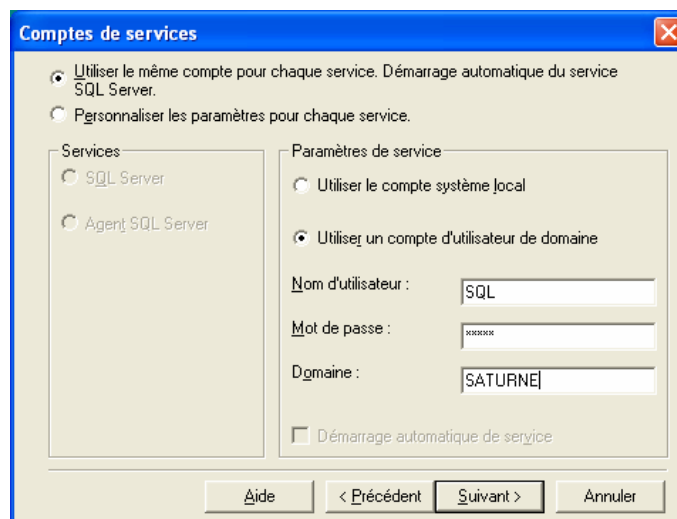 Comptes de services
Utiliser le même compte pour chaque service. Démarrage automatique du service
SQL Server.
Personnaliser les paramètres pour chaque service.
Services
SQL Server
Agent SQL Server
Paramètres de service
Utiliser le compte système local
Utiliser un compte d'utilisateur de domaine
Nom d'utilisateur :
SQL
Mot de passe :
*****
Domaine :
SATURNE
Démarrage automatique de service
Aide
< Précédent
Suivant >
Annuler